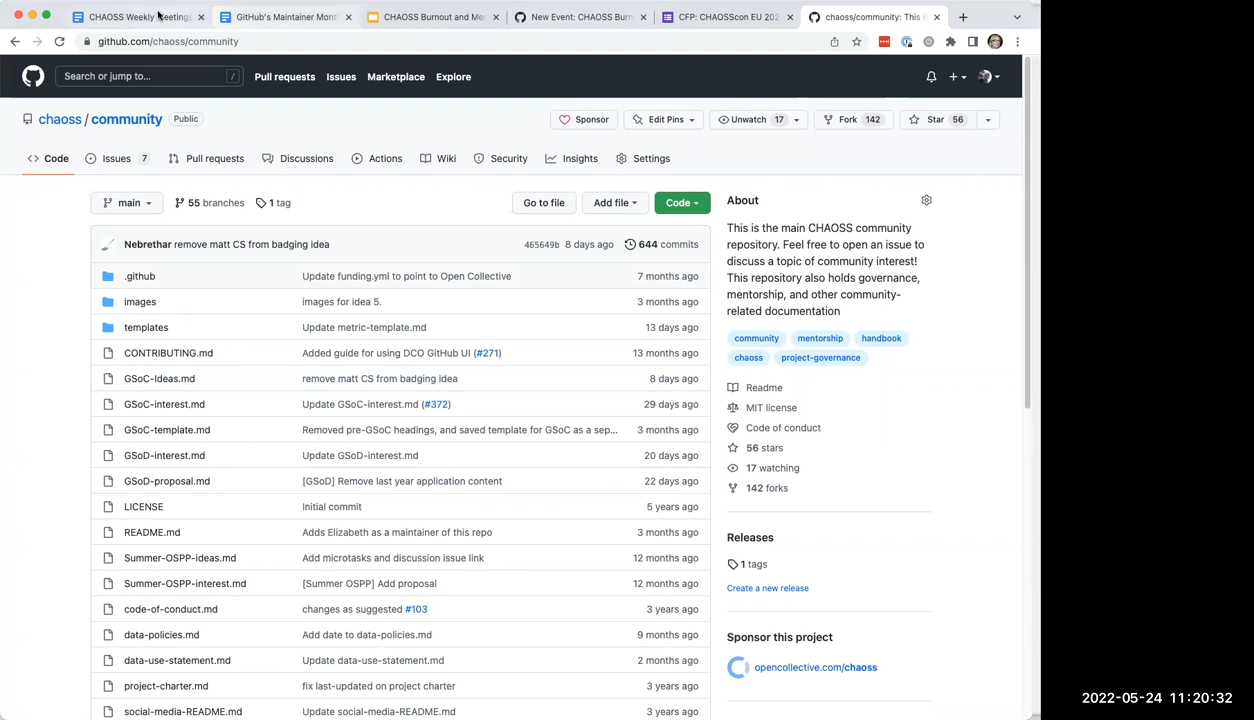 CHAOSS Weekly Meetings
GitHub's Maintainer Mont
CHAOSS Burnout and Me
New Event: CHAOSS Burn
CFP: CHAOSScon EU 202
chaoss/community: This i
github.com/chaoss/community
Search or jump to...
/
Pull requests
Issues
Marketplace
Explore
chaoss / community
Public
Sponsor
Edit Pins
Unwatch 17
Fork 142
Star 56
Code
Issues 7
Pull requests
Discussions
Actions
Wiki
Security
Insights
Settings
main
55 branches
1 tag
Go to file
Add file
Code
Nebrethar remove matt CS from badging idea 465649b 8 days ago 644 commits
.github Update funding.yml to point to Open Collective 7 months ago
images images for idea 5. 3 months ago
templates Update metric-template.md 13 days ago
CONTRIBUTING.md Added guide for using DCO GitHub UI (#271) 13 months ago
GSoC-Ideas.md remove matt CS from badging idea 8 days ago
GSoC-interest.md Update GSoC-interest.md (#372) 29 days ago
GSoC-template.md Removed pre-GSoC headings, and saved template for GSoC as a sep... 3 months ago
GSoD-interest.md Update GSoD-interest.md 20 days ago
GSoD-proposal.md [GSoD] Remove last year application content 22 days ago
LICENSE Initial commit 5 years ago
README.md Adds Elizabeth as a maintainer of this repo 3 months ago
Summer-OSPP-ideas.md Add microtasks and discussion issue link 12 months ago
Summer-OSPP-interest.md [Summer OSPP] Add proposal 12 months ago
code-of-conduct.md changes as suggested #103 3 years ago
data-policies.md Add date to data-policies.md 9 months ago
data-use-statement.md Update data-use-statement.md 2 months ago
project-charter.md fix last-updated on project charter 3 years ago
social-media-README.md Update social-media-README.md 3 years ago
About
This is the main CHAOSS community
repository. Feel free to open an issue to
discuss a topic of community interest!
This repository also holds governance,
mentorship, and other community-
related documentation
community mentorship handbook
chaoss project-governance
Readme
MIT license
Code of conduct
56 stars
17 watching
142 forks
Releases
1 tags
Create a new release
Sponsor this project
opencollective.com/chaoss
2022-05-24 11:20:32